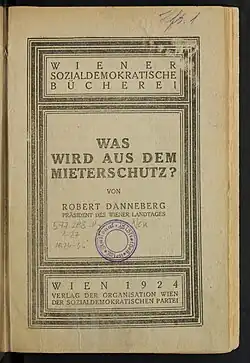 WIENER
SOZIALDEMOKRATISCHE
BÜCHEREI
WAS
WIRD AUS DEM
MIETERSCHUTZ?
VON
ROBERT DANNEBERG
PRÄSIDENT DES WIENER LANDTAGES
WIEN 1924
VERLAG DER ORGANISATION WIEN
DER SOZIALDEMOKRATISCHEN PARTEI